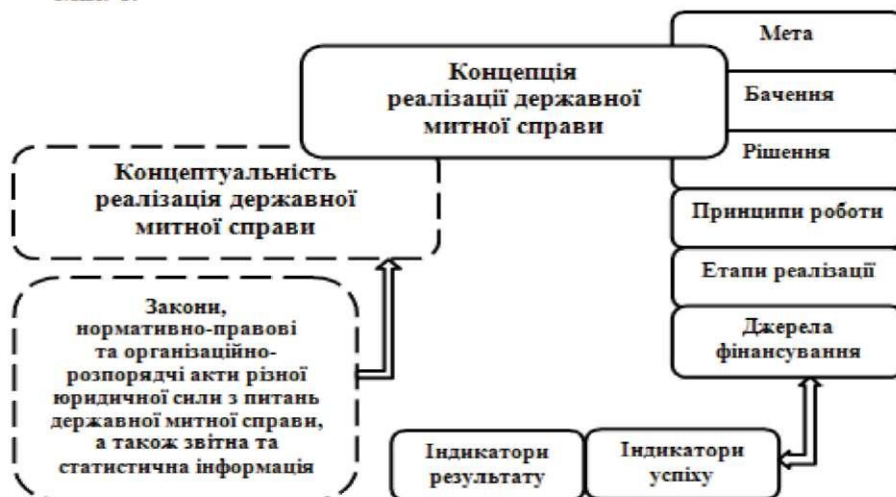 Концепція
реалізації державної
митної справи
Мета
Бачення
Рішення
Принципи роботи
Етапи реалізації
Джерела
фінансування
Концептуальність
реалізація державної
митної справи
Закони,
нормативно-правові
та організаційно-
розпорядчі акти різної
юридичної сили з питань
державної митної справи,
а також звітна та
статистична інформація
Індикатори
результату
Індикатори
успіху